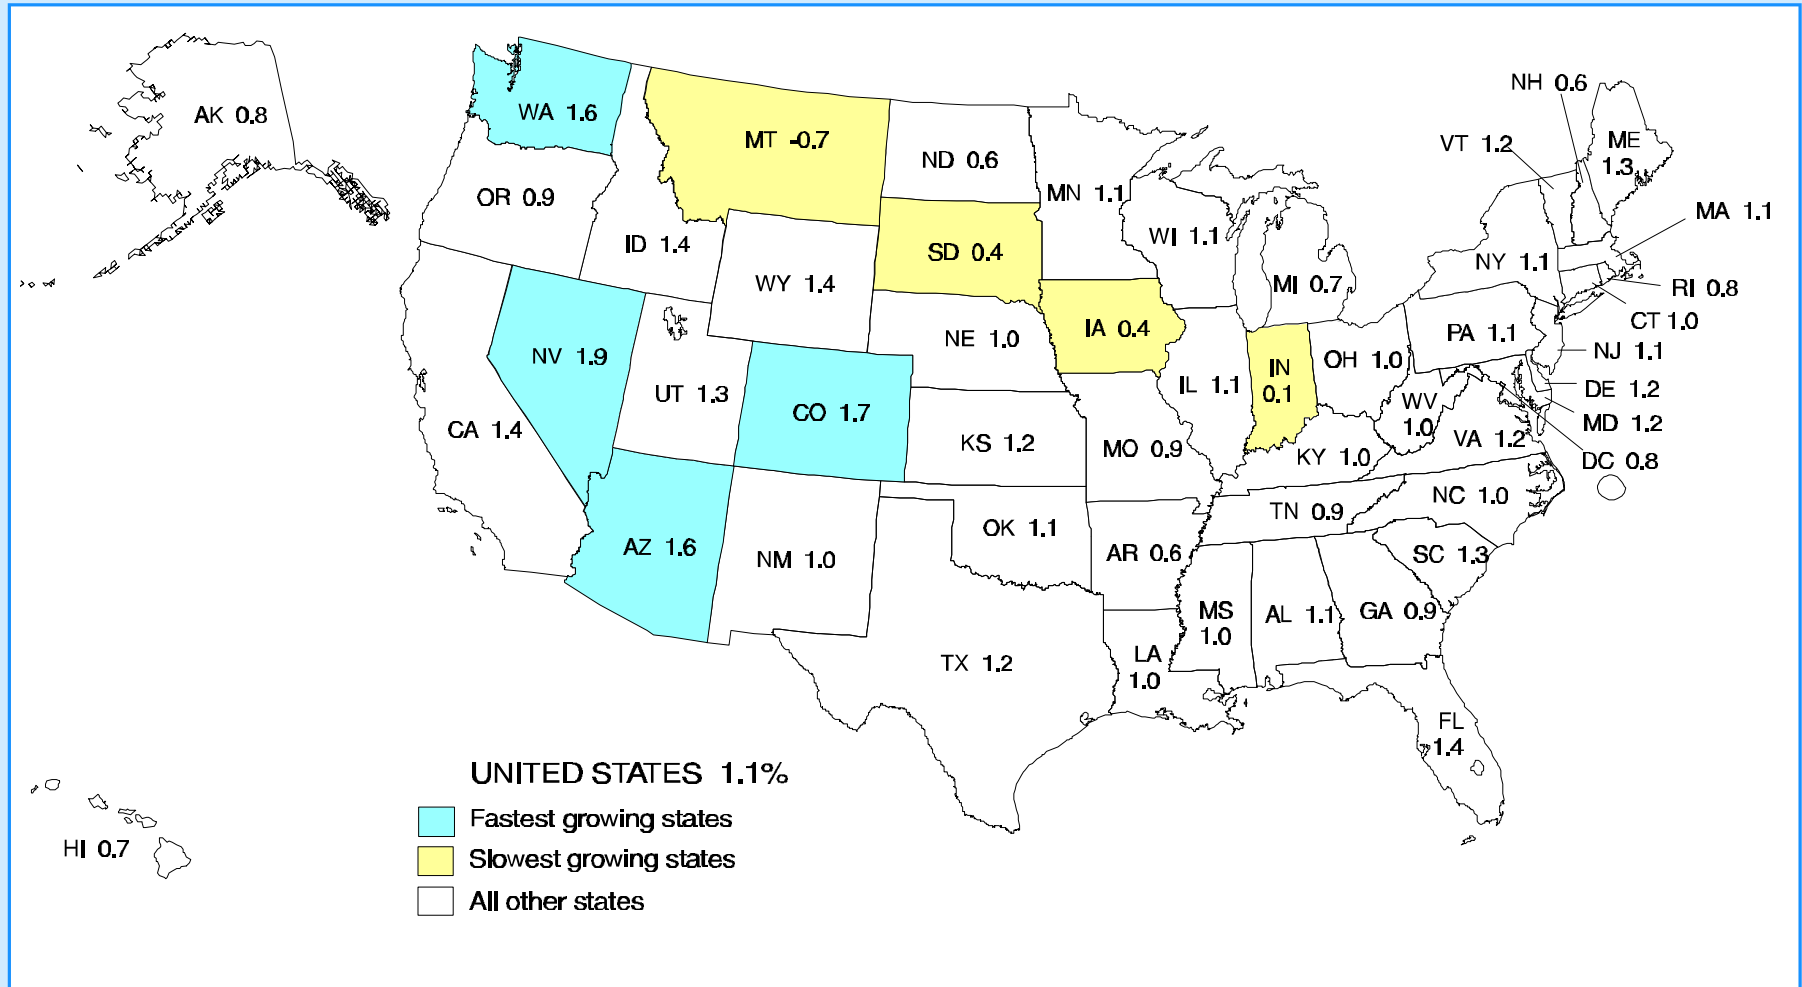 NH 0.6
AK 0.8
WA 1.6
MT -0.7
ND 0.6
VT 1.2
ME
1.3
OR 0.9
MN 1.1
MA 1.1
ID 1.4
SD 0.4
WI 1.1
NY 1.1
WY 1.4
MI 0.7
RI 0.8
CT 1.0
IA 0.4
PA 1.1
NE 1.0
NV 1.9
OH 1.0
NJ 1.1
IN
0.1
UT 1.3
IL 1.1
DE 1.2
CO 1.7
WV
1.0
MD 1.2
CA 1.4
KS 1.2
MO 0.9
VA 1.2
KY 1.0
DC 0.8
NC 1.0
TN 0.9
OK 1.1
AZ 1.6
NM 1.0
AR 0.6
SC 1.3
MS
1.0
AL 1.1
GA 0.9
TX 1.2
LA
1.0
FL
1.4
UNITED STATES 1.1%
Fastest growing states
HI 0.7
Slowest growing states
All other states